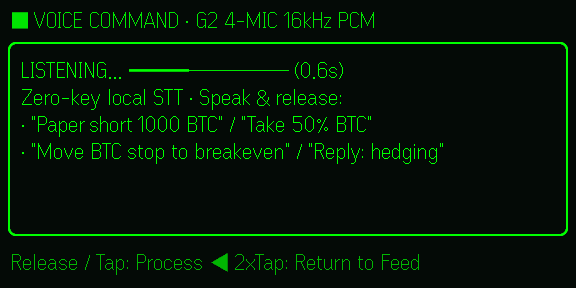 VOICE COMMAND · G2 4-MIC 16kHz PCM
LISTENING... (0.6s)
Zero-key local STT · Speak & release:
· "Paper short 1000 BTC" / "Take 50% BTC"
· "Move BTC stop to breakeven" / "Reply: hedging"
Release / Tap: Process ◀ 2xTap: Return to Feed